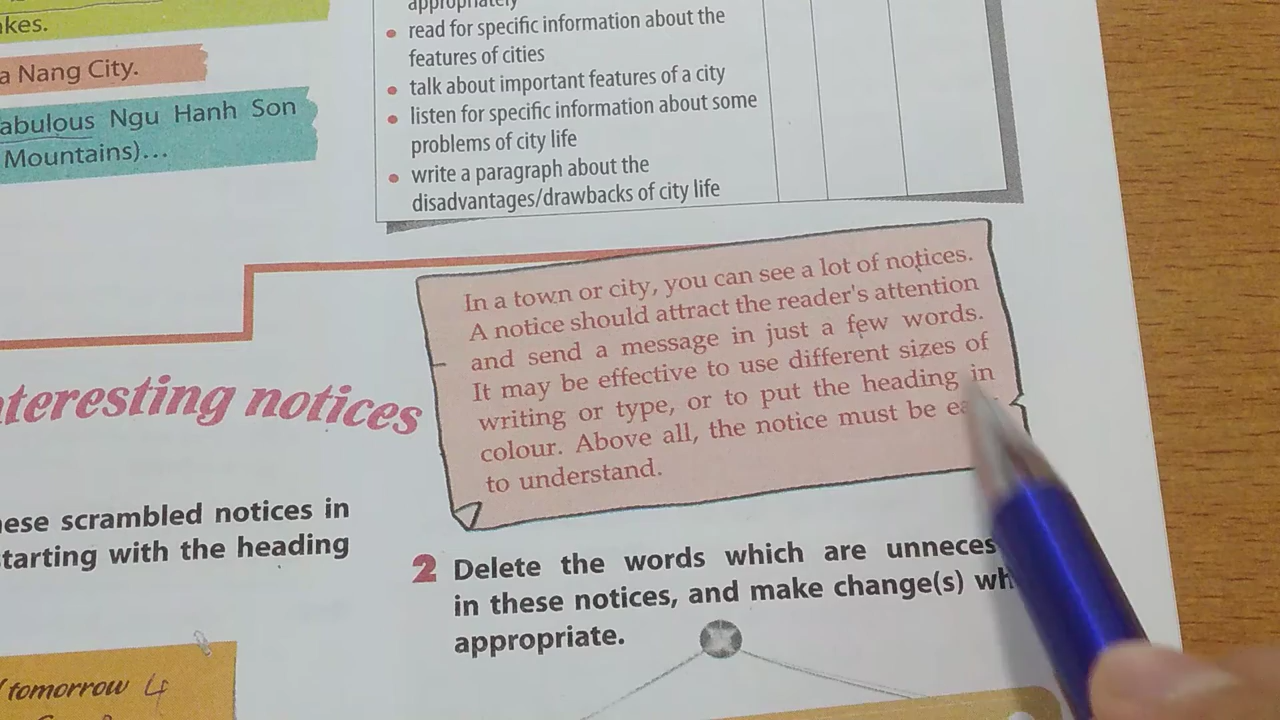 akes.
a Nang City.
abulous Ngu Hanh Son
Mountains)...
appropriately
• read for specific information about the
features of cities
• talk about important features of a city
• listen for specific information about some
problems of city life
• write a paragraph about the
disadvantages/drawbacks of city life
In a town or city, you can see a lot of notices.
A notice should attract the reader's attention
and send a message in just a few words.
It may be effective to use different sizes of
writing or type, or to put the heading in
colour. Above all, the notice must be ea
to understand.
nteresting notices
hese scrambled notices in
starting with the heading
2 Delete the words which are unneces
in these notices, and make change(s) wh
appropriate.
/ tomorrow 4